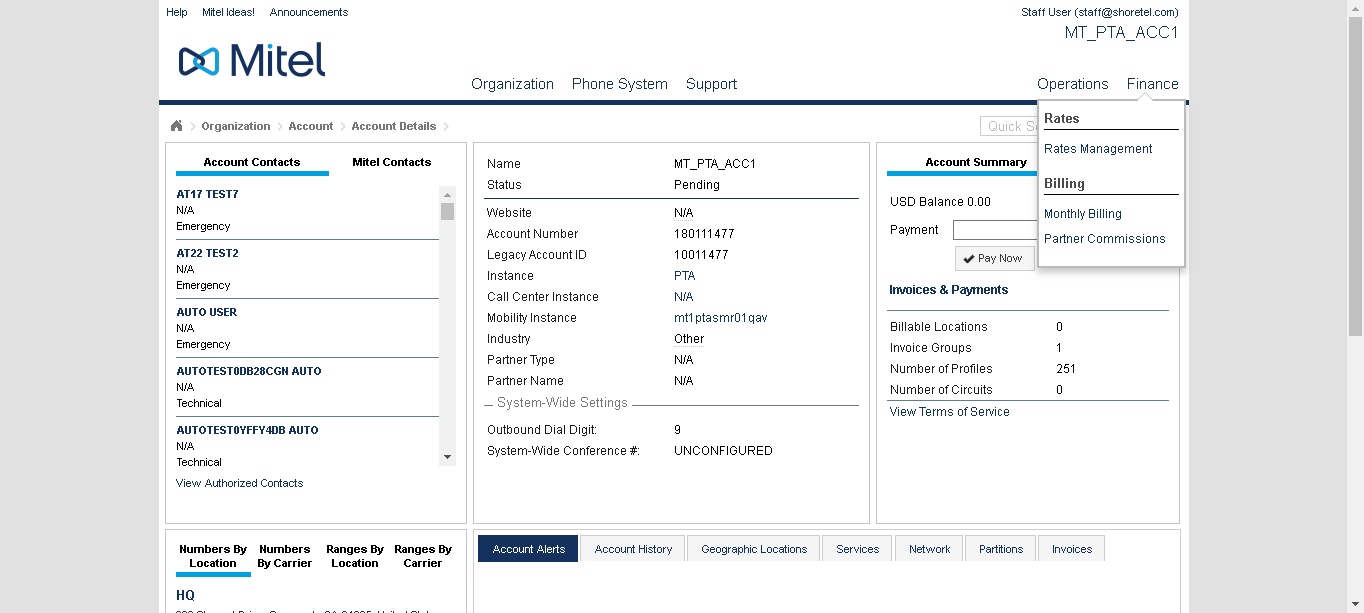 Help Mitel Ideas! Announcements
Staff User (staff@shoretel.com)
MT_PTA_ACC1
Mitel
Organization Phone System Support
Operations Finance
Rates
Rates Management
Billing
Monthly Billing
Partner Commissions
Organization Account Account Details
Quick
Account Contacts Mitel Contacts
AT17 TEST7
N/A
Emergency
AT22 TEST2
N/A
Emergency
AUTO USER
N/A
Emergency
AUTOTEST0DB28CGN AUTO
N/A
Technical
AUTOTEST0YFFY4DB AUTO
N/A
Technical
View Authorized Contacts
Name MT_PTA_ACC1
Status Pending
Website N/A
Account Number 180111477
Legacy Account ID 10011477
Instance PTA
Call Center Instance N/A
Mobility Instance mt1ptasmr01qav
Industry Other
Partner Type N/A
Partner Name N/A
System-Wide Settings
Outbound Dial Digit: 9
System-Wide Conference #: UNCONFIGURED
Account Summary
USD Balance 0.00
Payment
Pay Now
Invoices & Payments
Billable Locations 0
Invoice Groups 1
Number of Profiles 251
Number of Circuits 0
View Terms of Service
Numbers By Location
Numbers By Carrier
Ranges By Location
Ranges By Carrier
HQ
Account Alerts Account History Geographic Locations Services Network Partitions Invoices